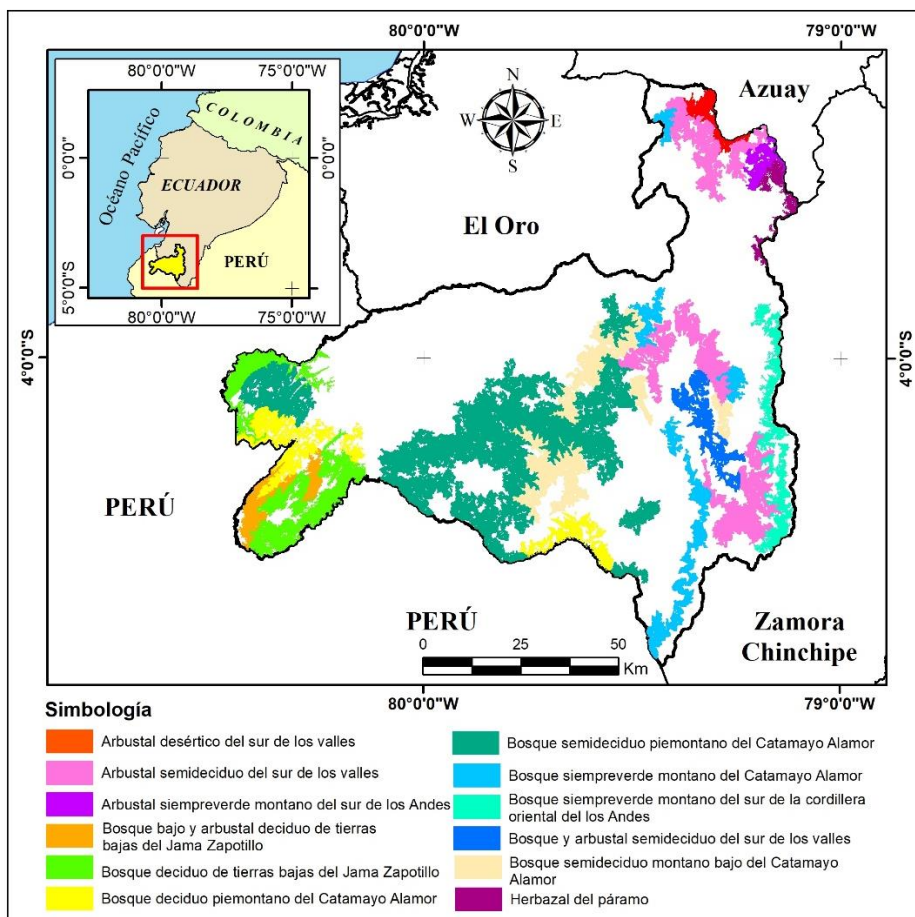 80°0'0"W
79°0'0"W
80°0'0"W
75°0'0"W
COLOMBIA
Océano Pacífico
ECUADOR
PERÚ
0°0'0"
0°0'0"
5°0'0"S
80°0'0"W
75°0'0"W
N
W
E
S
Azuay
El Oro
4°0'0"S
4°0'0"S
PERÚ
PERÚ
Zamora
Chinchipe
0
25
50
Km
80°0'0"W
79°0'0"W
Simbología
Arbustal desértico del sur de los valles
Arbustal semideciduo del sur de los valles
Arbustal siempreverde montano del sur de los Andes
Bosque bajo y arbustal deciduo de tierras
bajas del Jama Zapotillo
Bosque deciduo de tierras bajas del Jama Zapotillo
Bosque deciduo piemontano del Catamayo Alamor
Bosque semideciduo piemontano del Catamayo Alamor
Bosque siempreverde montano del Catamayo Alamor
Bosque siempreverde montano del sur de la cordillera
oriental del los Andes
Bosque y arbustal semideciduo del sur de los valles
Bosque semideciduo montano bajo del Catamayo
Alamor
Herbazal del páramo